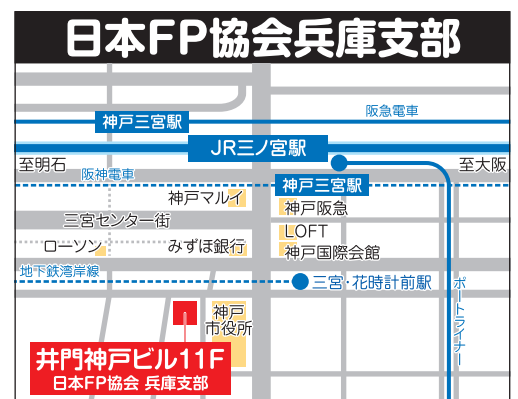 日本FP協会兵庫支部
阪急電車
神戸三宮駅
JR三ノ宮駅
至明石
至大阪
阪神電車
神戸三宮駅
神戸マルイ
神戸阪急
三宮センター街
LOFT
ローソン
みずほ銀行
神戸国際会館
地下鉄湾岸線
三宮・花時計前駅
ポートライナー
神戸
市役所
井門神戸ビル11F
日本FP協会 兵庫支部